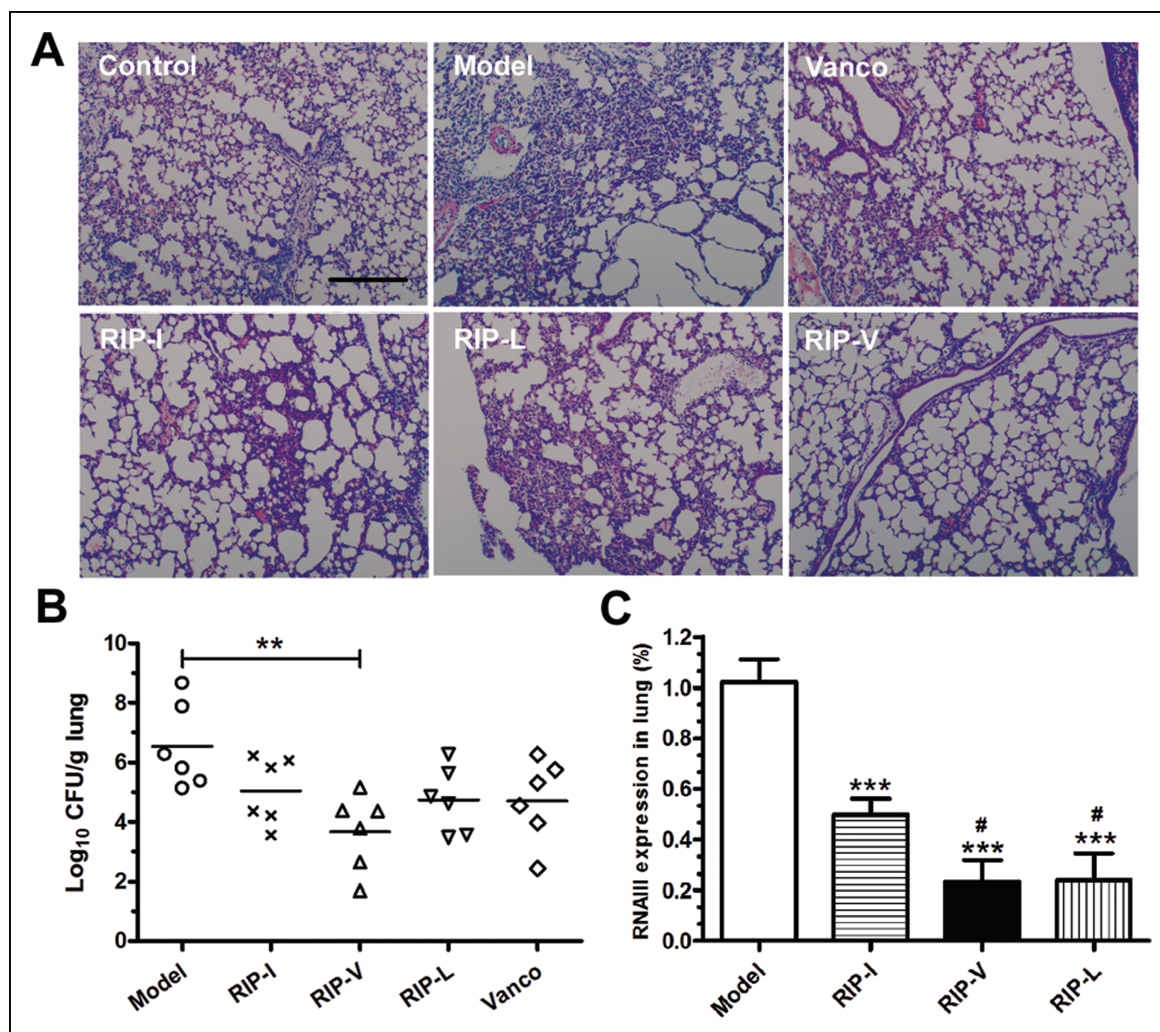 A
Control
Model
Vanco
RIP-I
RIP-L
RIP-V
B
10
8
6
4
2
0
Log10 CFU/g lung
**
Model
RIP-I
RIP-V
RIP-L
Vanco
C
1.2
1.0
0.8
0.6
0.4
0.2
0.0
RNAIII expression in lung (%)
***
#
***
#
***
Model
RIP-I
RIP-V
RIP-L